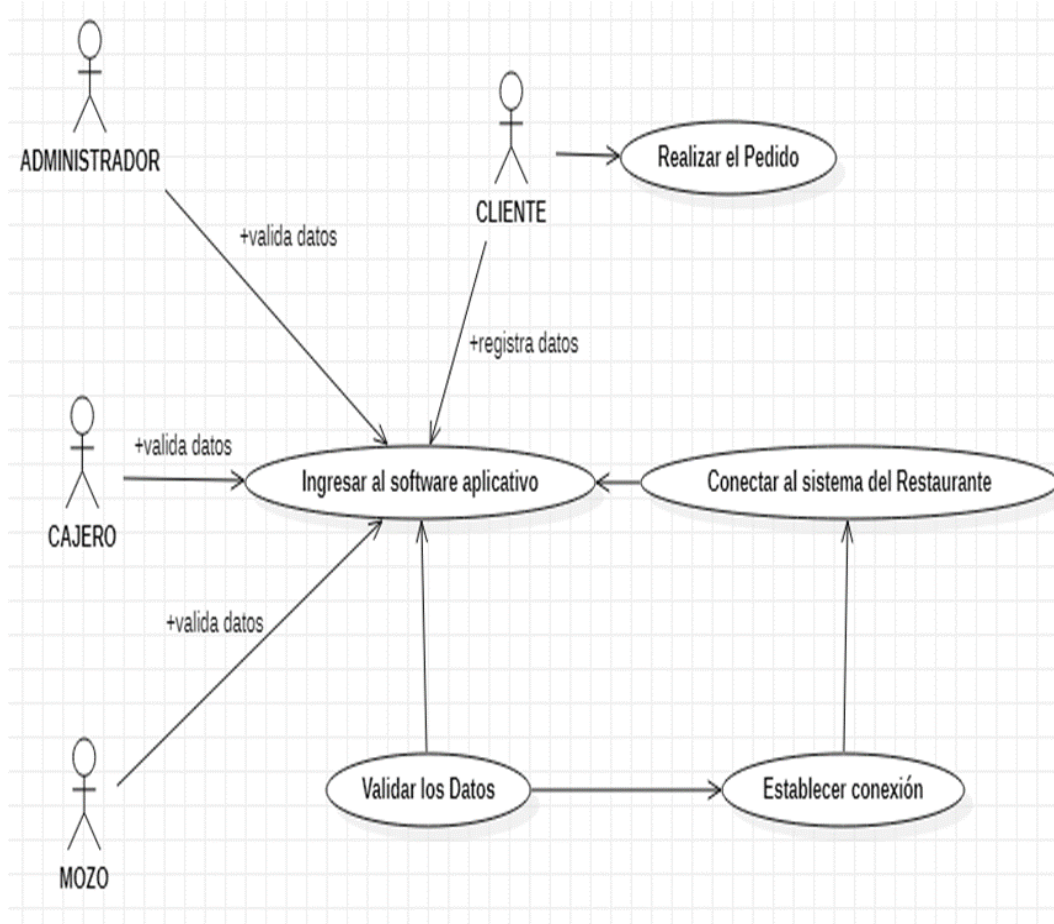 ADMINISTRADOR
CLIENTE
Realizar el Pedido
+valida datos
+registra datos
CAJERO
+valida datos
Ingresar al software aplicativo
Conectar al sistema del Restaurante
+valida datos
MOZO
Validar los Datos
Establecer conexión